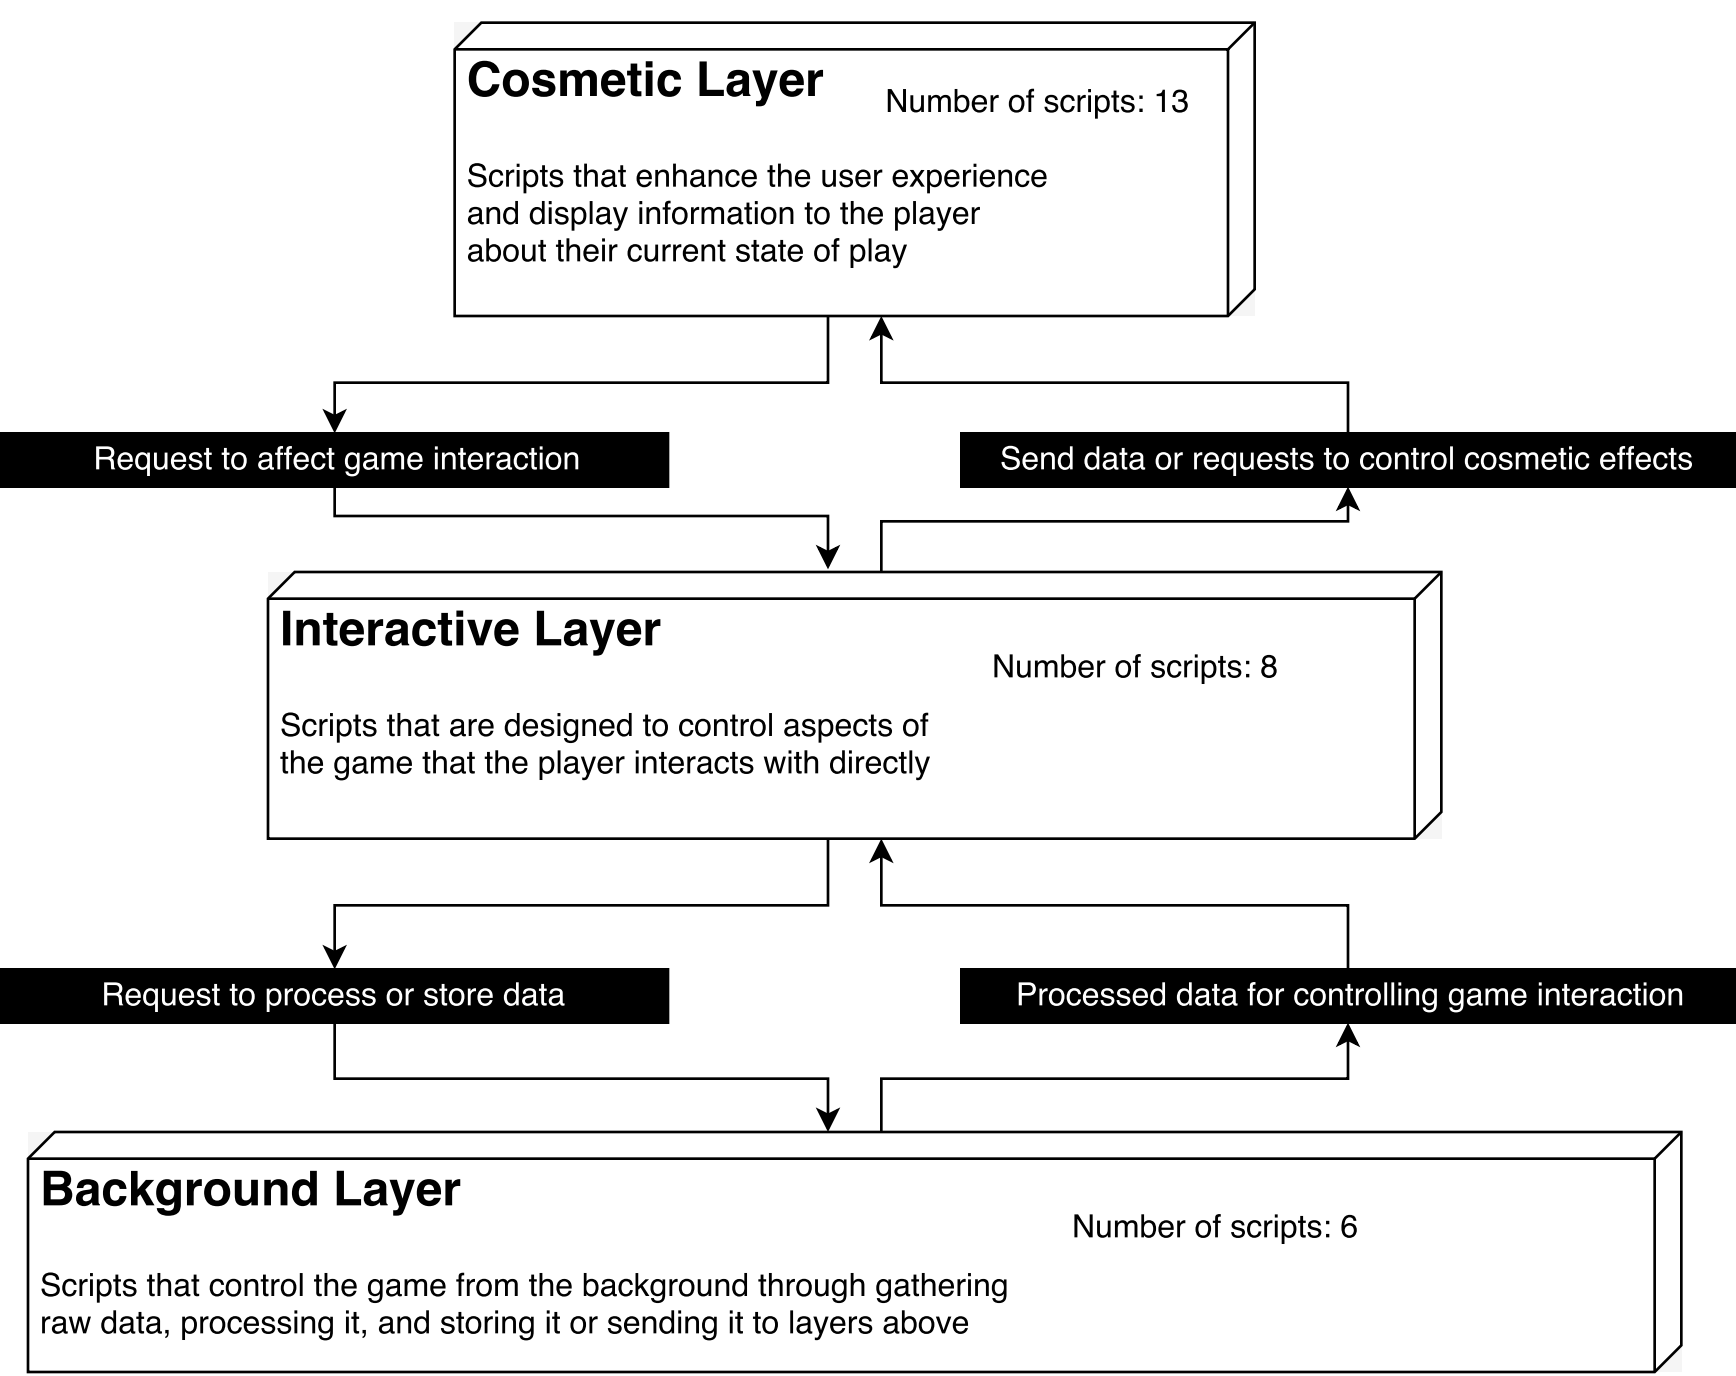 Cosmetic Layer
Number of scripts: 13
Scripts that enhance the user experience
and display information to the player
about their current state of play
Request to affect game interaction
Send data or requests to control cosmetic effects
Interactive Layer
Number of scripts: 8
Scripts that are designed to control aspects of
the game that the player interacts with directly
Request to process or store data
Processed data for controlling game interaction
Background Layer
Number of scripts: 6
Scripts that control the game from the background through gathering
raw data, processing it, and storing it or sending it to layers above